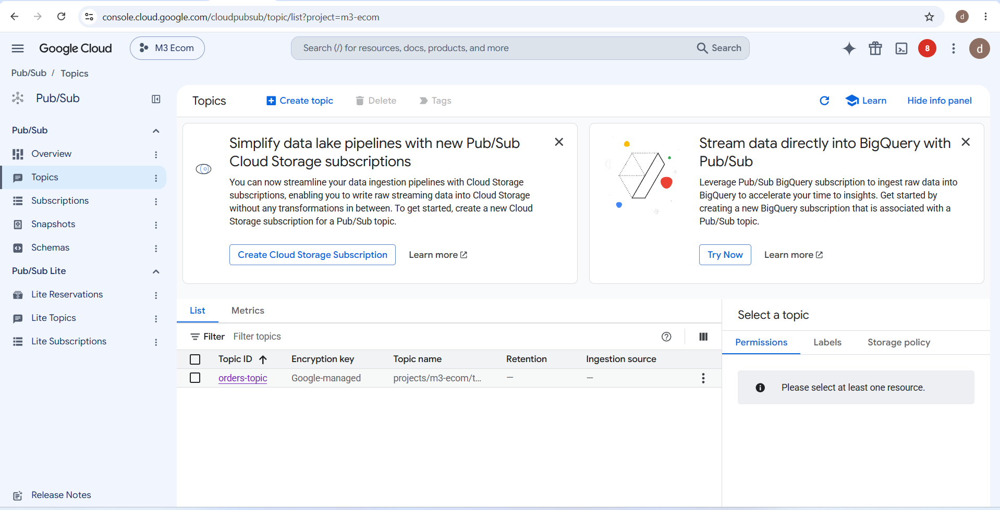 console.cloud.google.com/cloudpubsub/topic/list?project=m3-ecom
d
Google Cloud
M3 Ecom
Search (/) for resources, docs, products, and more
Search
8
d
Pub/Sub / Topics
Pub/Sub
Pub/Sub
Overview
Topics
Subscriptions
Snapshots
Schemas
Pub/Sub Lite
Lite Reservations
Lite Topics
Lite Subscriptions
Release Notes
Topics
Create topic
Delete
Tags
Learn
Hide info panel
Simplify data lake pipelines with new Pub/Sub
Cloud Storage subscriptions
You can now streamline your data ingestion pipelines with Cloud Storage
subscriptions, enabling you to write raw streaming data into Cloud Storage
without any transformations in between. To get started, create a new Cloud
Storage subscription for a Pub/Sub topic.
Create Cloud Storage Subscription
Learn more
Stream data directly into BigQuery with
Pub/Sub
Leverage Pub/Sub BigQuery subscription to ingest raw data into
BigQuery to accelerate your time to insights. Get started by
creating a new BigQuery subscription that is associated with a
Pub/Sub topic.
Try Now
Learn more
List
Metrics
Filter Filter topics
Topic ID Encryption key Topic name Retention Ingestion source
orders-topic Google-managed projects/m3-ecom/t... — —
Select a topic
Permissions
Labels
Storage policy
Please select at least one resource.